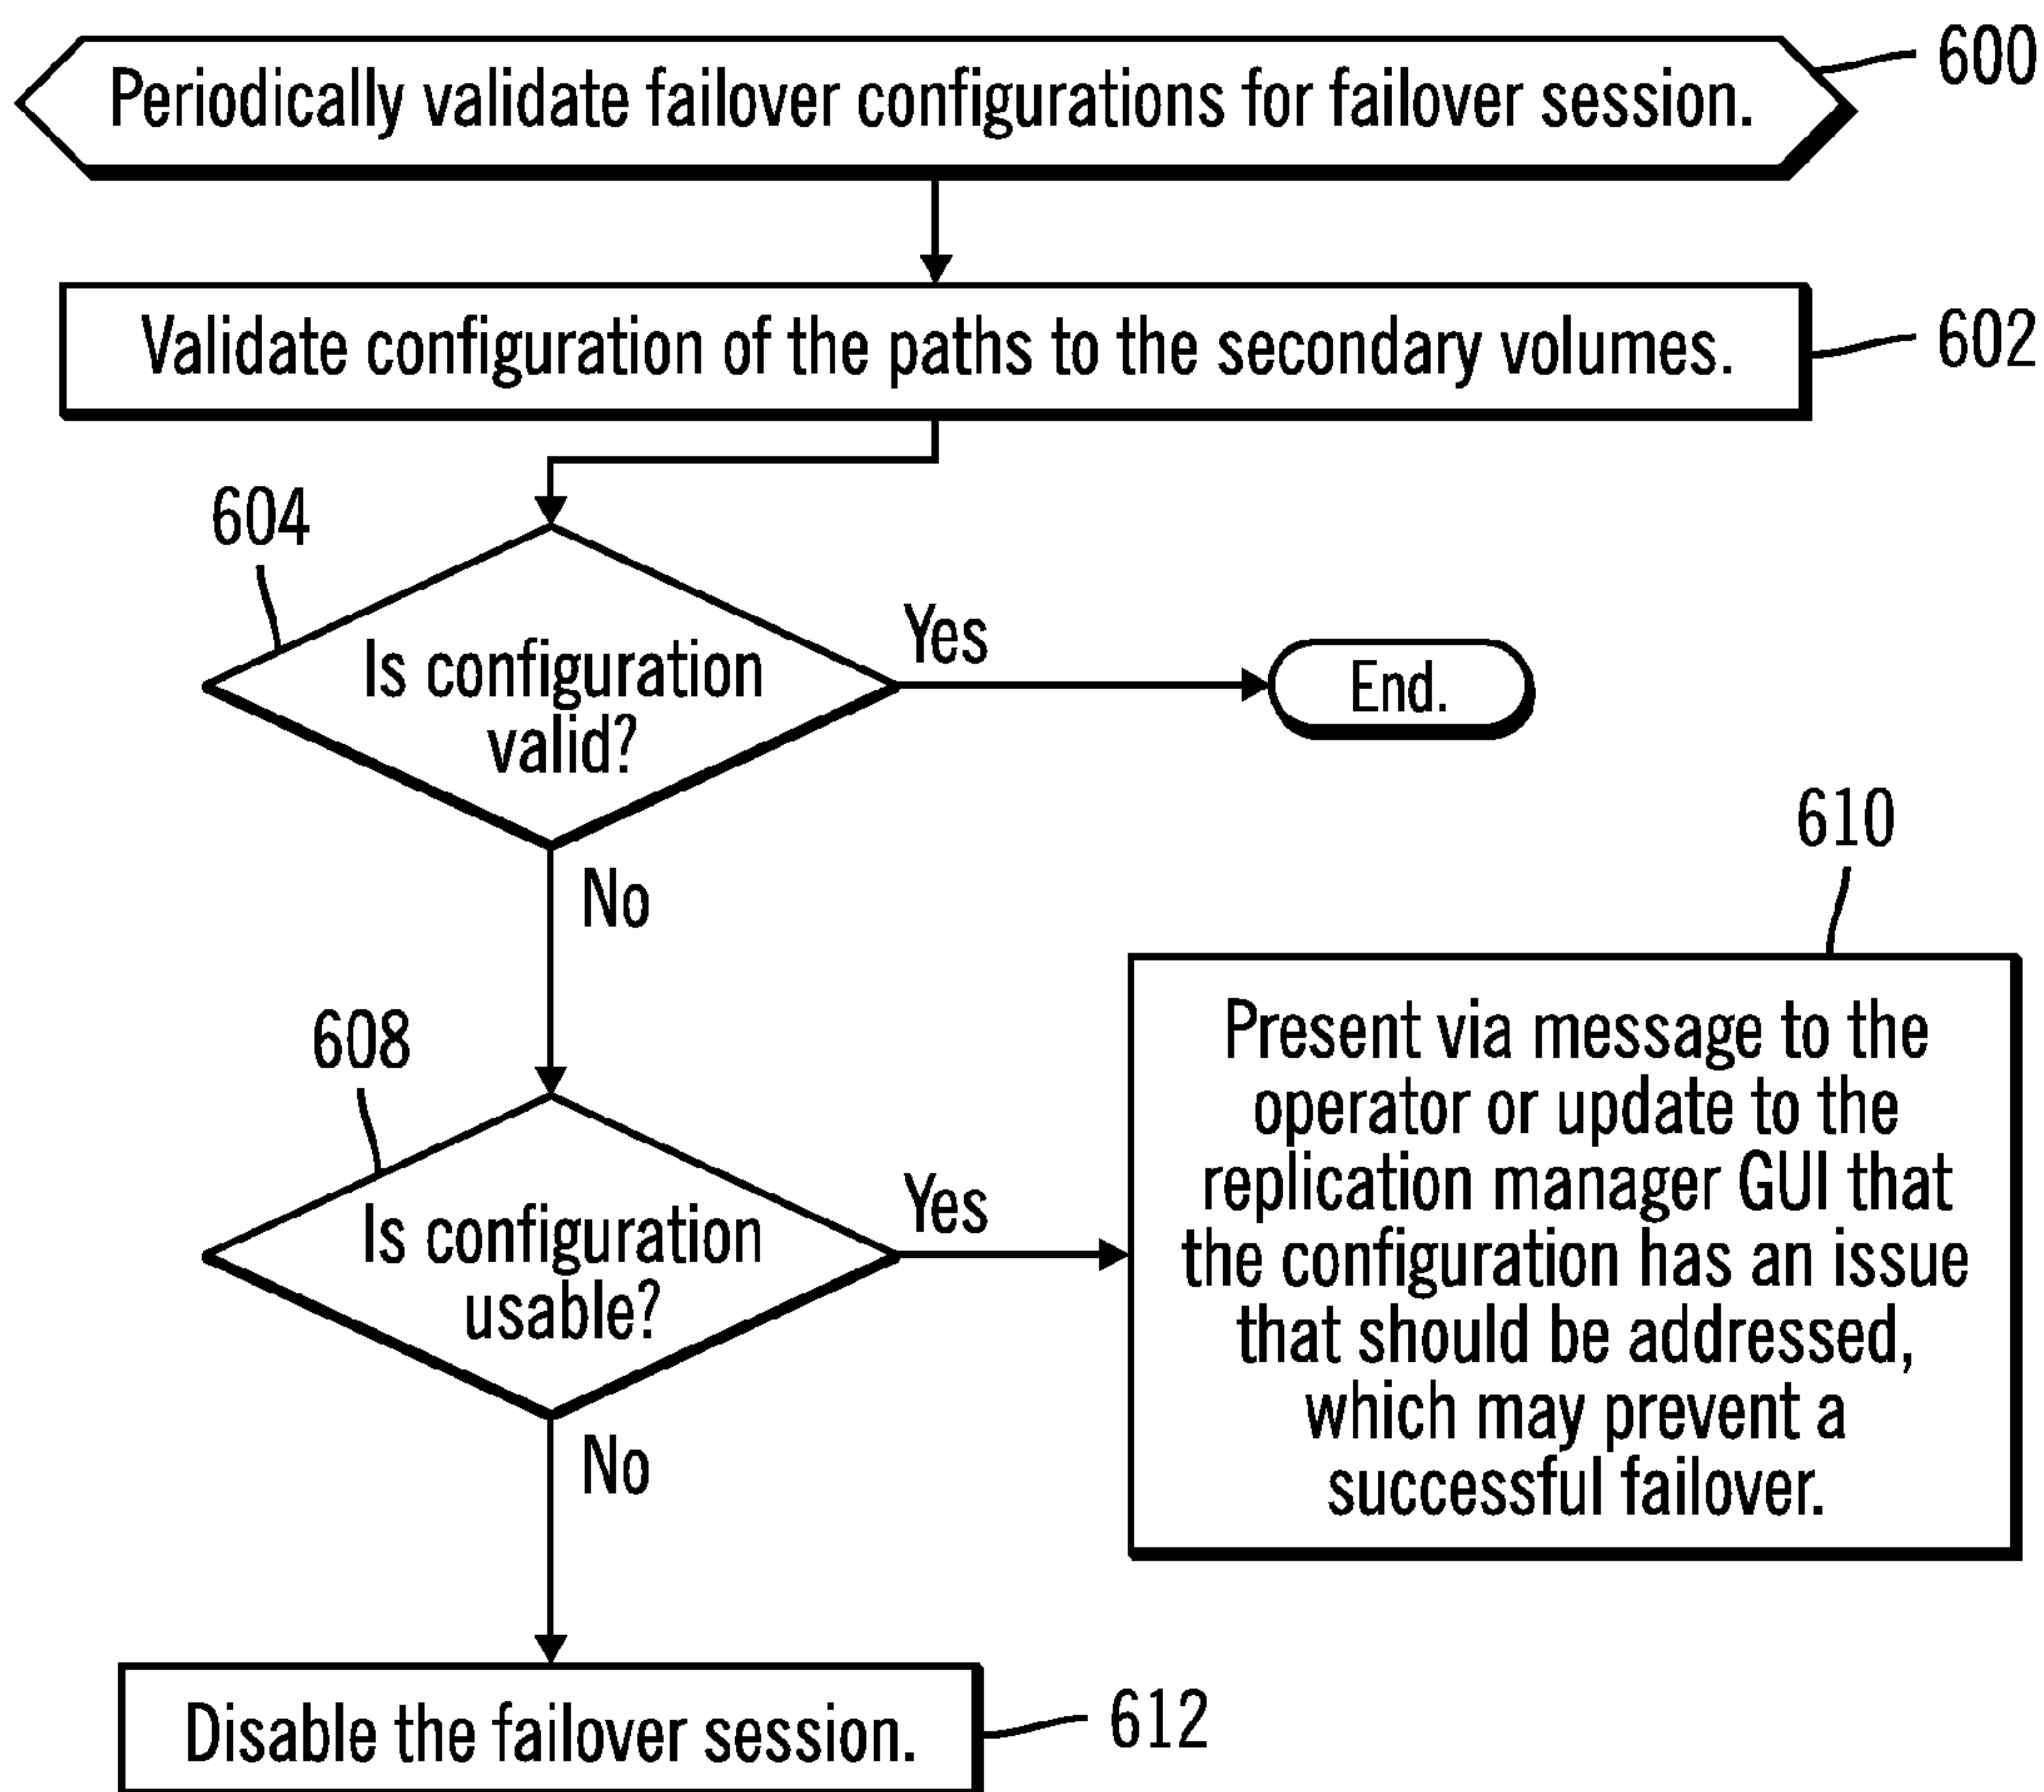 600
Periodically validate failover configurations for failover session.
Validate configuration of the paths to the secondary volumes.
602
604
Is configuration
valid?
Yes
End.
No
610
608
Is configuration
usable?
Yes
Present via message to the
operator or update to the
replication manager GUI that
the configuration has an issue
that should be addressed,
which may prevent a
successful failover.
No
Disable the failover session.
612